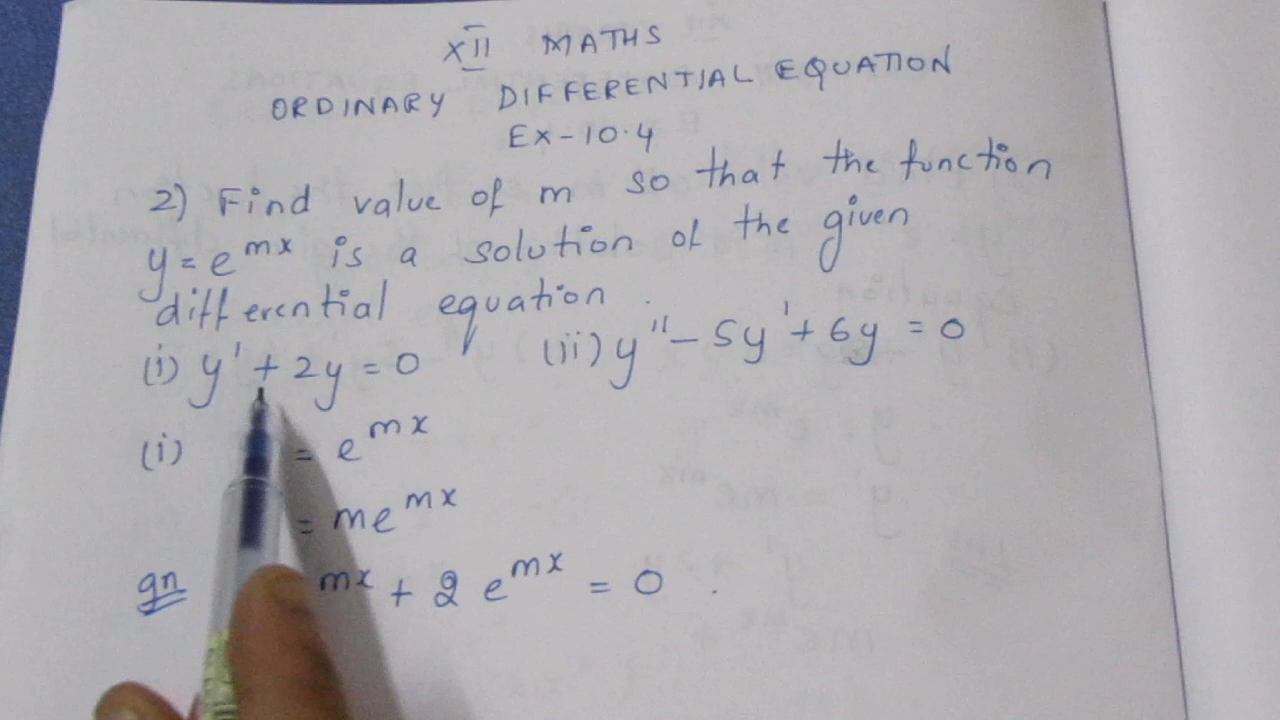 XII MATHS
ORDINARY DIFFERENTIAL EQUATION
EX-10.4
2) Find value of m so that the function
y=e^mx is a solution of the given
differential equation.
(i) y'+2y=0 (ii) y''-5y'+6y=0
(i) = e^mx
= me^mx
gn mx + 2 e^mx = 0.